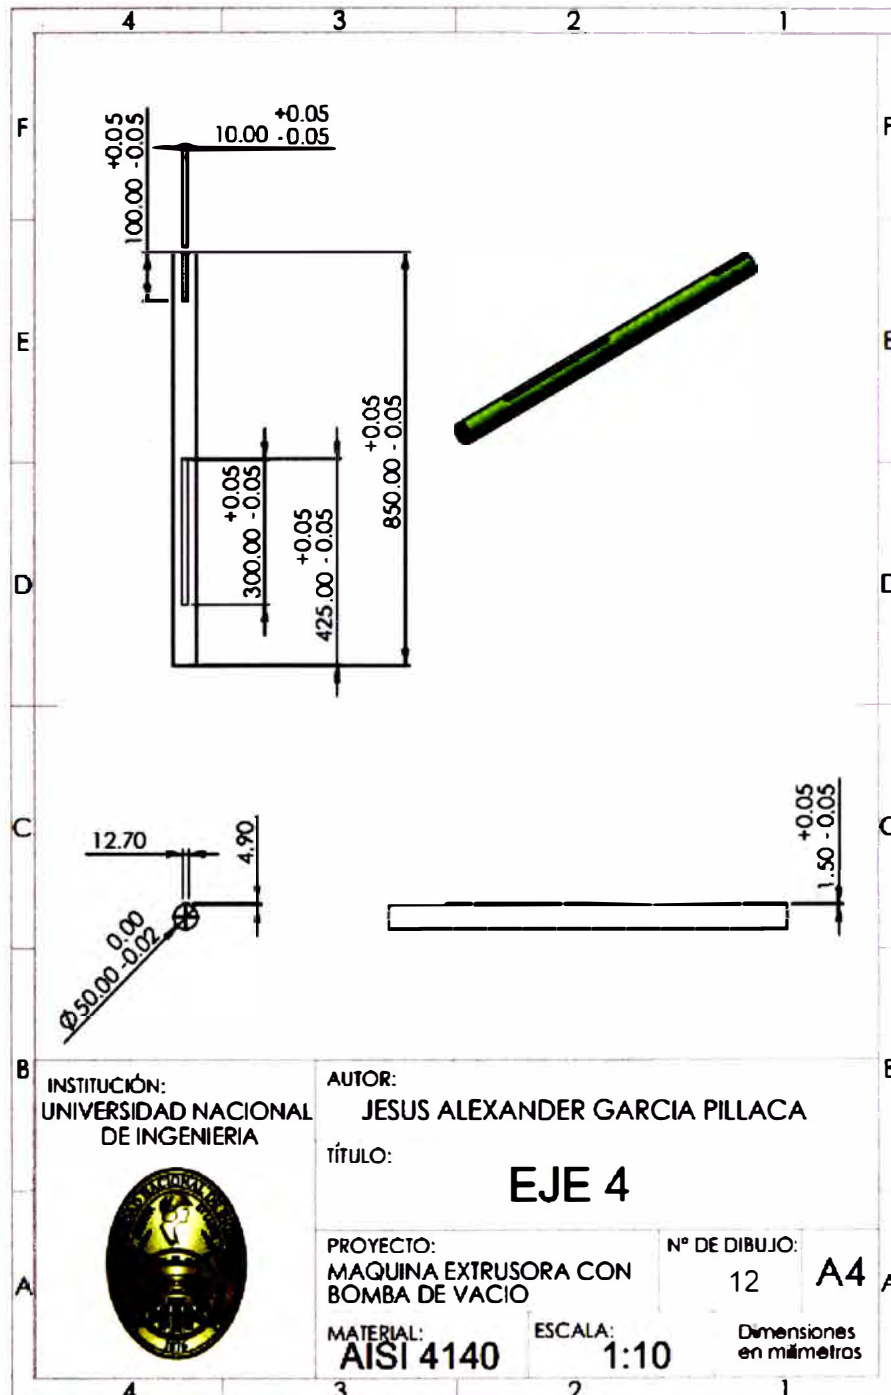 4 3 2 1
F F
+0.05
10.00 -0.05
+0.05
100.00 -0.05
E
+0.05
850.00 -0.05
+0.05
300.00 -0.05
+0.05
425.00 -0.05
D
C
12.70
4.90
+0.05
1.50 -0.05
0.00
Ø50.00 -0.02
B
INSTITUCIÓN:
UNIVERSIDAD NACIONAL
DE INGENIERIA
AUTOR:
JESUS ALEXANDER GARCIA PILLACA
TÍTULO:
EJE 4
PROYECTO:
MAQUINA EXTRUSORA CON
BOMBA DE VACIO
Nº DE DIBUJO:
12
A4
A
MATERIAL:
AISI 4140
ESCALA:
1:10
Dimensiones
en milímetros
4 3 2 1